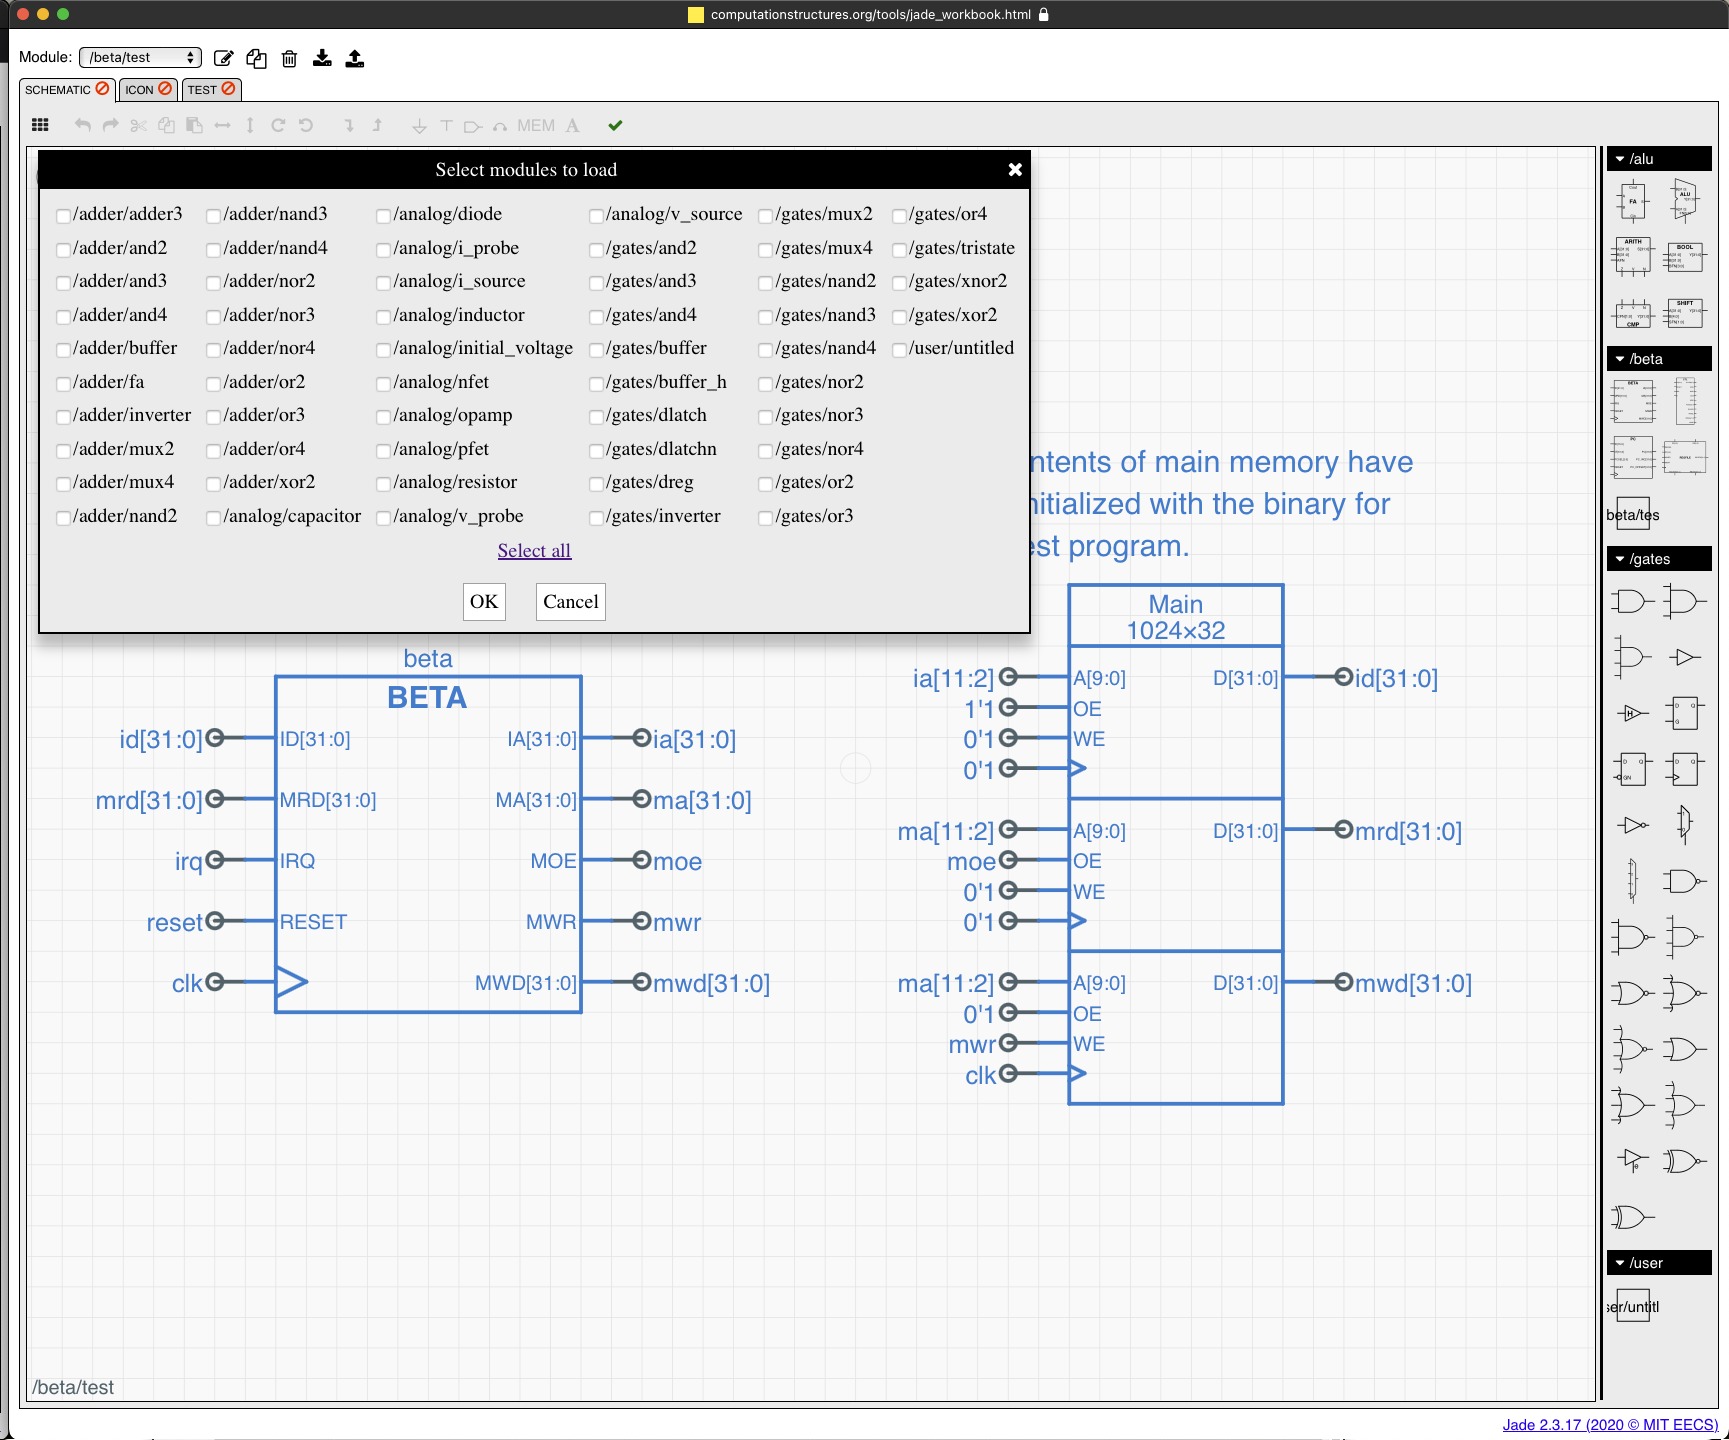 computationstructures.org/tools/jade_workbook.html
Module: /beta/test
SCHEMATIC ICON TEST
MEM A
Select modules to load
/adder/adder3 /adder/nand3 /analog/diode /analog/v_source /gates/mux2 /gates/or4
/adder/and2 /adder/nand4 /analog/i_probe /gates/and2 /gates/mux4 /gates/tristate
/adder/and3 /adder/nor2 /analog/i_source /gates/and3 /gates/nand2 /gates/xnor2
/adder/and4 /adder/nor3 /analog/inductor /gates/and4 /gates/nand3 /gates/xor2
/adder/buffer /adder/nor4 /analog/initial_voltage /gates/buffer /gates/nand4 /user/untitled
/adder/fa /adder/or2 /analog/nfet /gates/buffer_h /gates/nor2
/adder/inverter /adder/or3 /analog/opamp /gates/dlatch /gates/nor3
/adder/mux2 /adder/or4 /analog/pfet /gates/dlatchn /gates/nor4
/adder/mux4 /adder/xor2 /analog/resistor /gates/dreg /gates/or2
/adder/nand2 /analog/capacitor /analog/v_probe /gates/inverter /gates/or3
Select all
OK Cancel
ntents of main memory have
nitialized with the binary for
est program.
beta
BETA
id[31:0] ID[31:0] IA[31:0] ia[31:0]
mrd[31:0] MRD[31:0] MA[31:0] ma[31:0]
irq IRQ MOE moe
reset RESET MWR mwr
clk MWD[31:0] mwd[31:0]
Main
1024×32
ia[11:2] A[9:0] D[31:0] id[31:0]
1'1 OE
0'1 WE
0'1
ma[11:2] A[9:0] D[31:0] mrd[31:0]
moe OE
0'1 WE
0'1
ma[11:2] A[9:0] D[31:0] mwd[31:0]
0'1 OE
mwr WE
clk
/beta/test
/alu
FA ALU
ARITH BOOL
CMP SHIFT
/beta
BETA
PC
beta/tes
/gates
/user
ser/untitl
Jade 2.3.17 (2020 © MIT EECS)